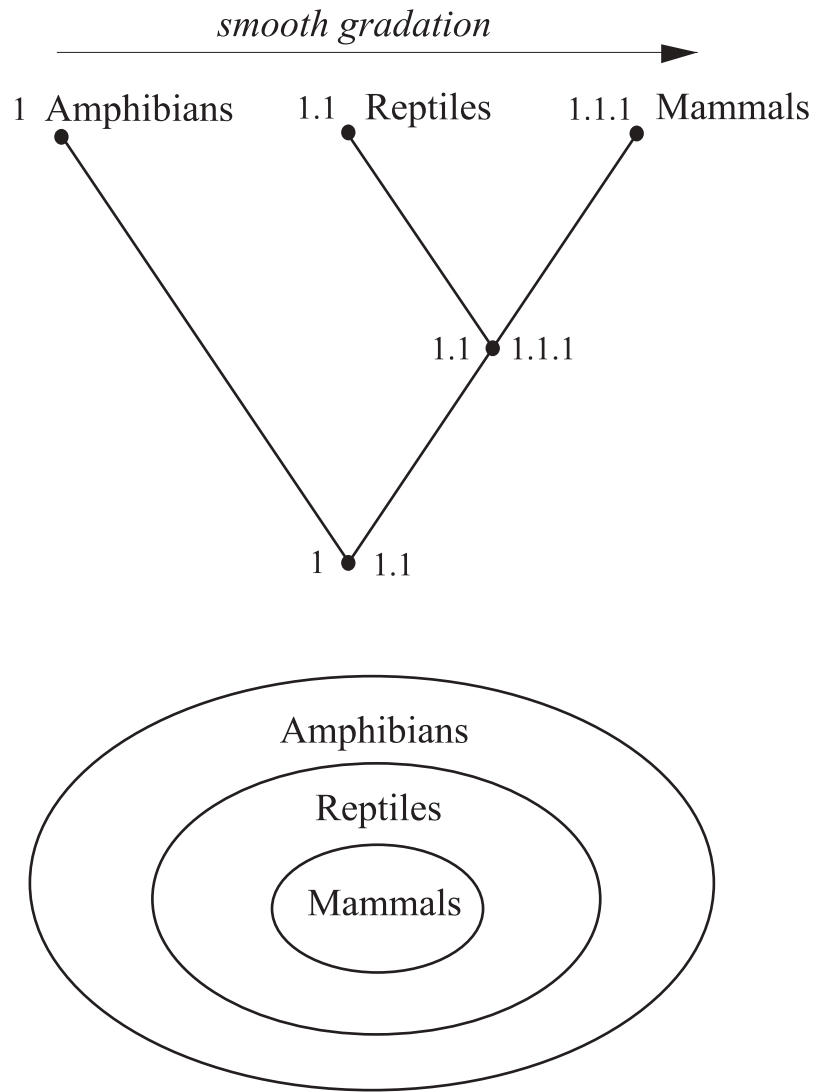 smooth gradation
1 Amphibians 1.1 Reptiles 1.1.1 Mammals
1.1 1.1.1
1 1.1
Amphibians
Reptiles
Mammals